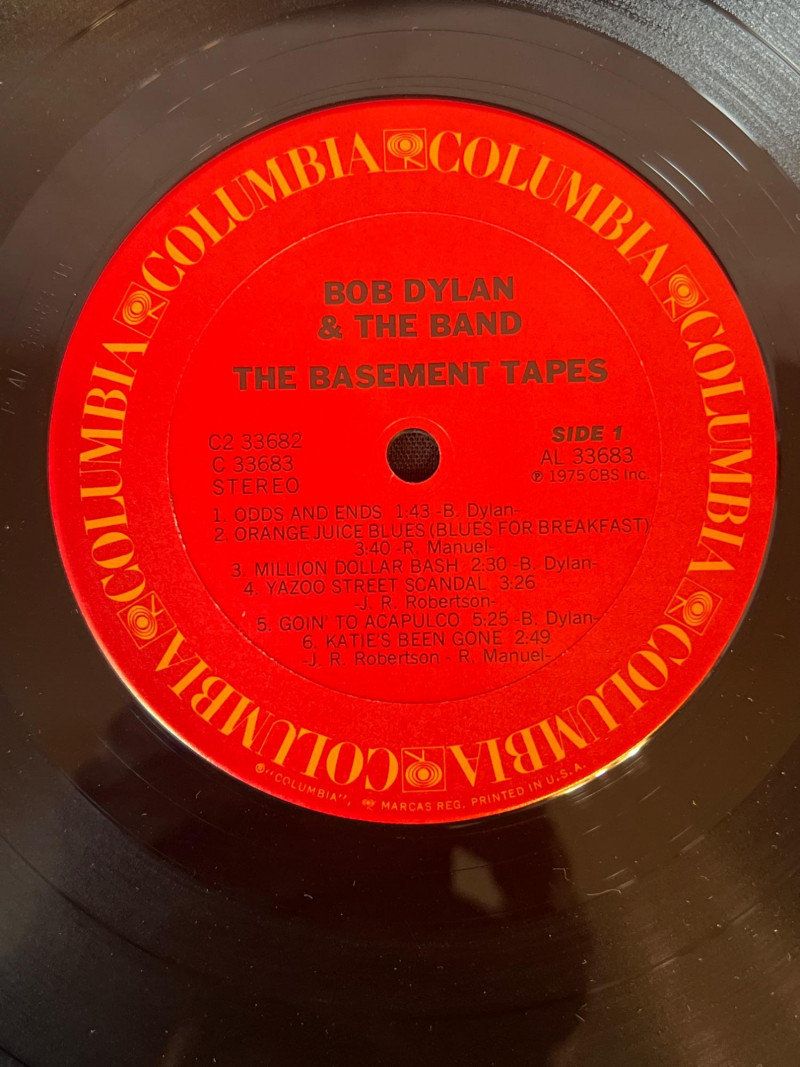 COLUMBIA COLUMBIA COLUMBIA COLUMBIA COLUMBIA COLUMBIA
BOB DYLAN
& THE BAND
THE BASEMENT TAPES
C2 33682
C 33683
STEREO
SIDE 1
AL 33683
℗ 1975 CBS Inc.
1. ODDS AND ENDS 1:43 -B. Dylan-
2. ORANGE JUICE BLUES (BLUES FOR BREAKFAST)
3:40 -R. Manuel-
3. MILLION DOLLAR BASH 2:30 -B. Dylan-
4. YAZOO STREET SCANDAL 3:26
-J. R. Robertson-
5. GOIN' TO ACAPULCO 5:25 -B. Dylan-
6. KATIE'S BEEN GONE 2:49
-J. R. Robertson - R. Manuel-
®"COLUMBIA", MARCAS REG. PRINTED IN U.S.A.